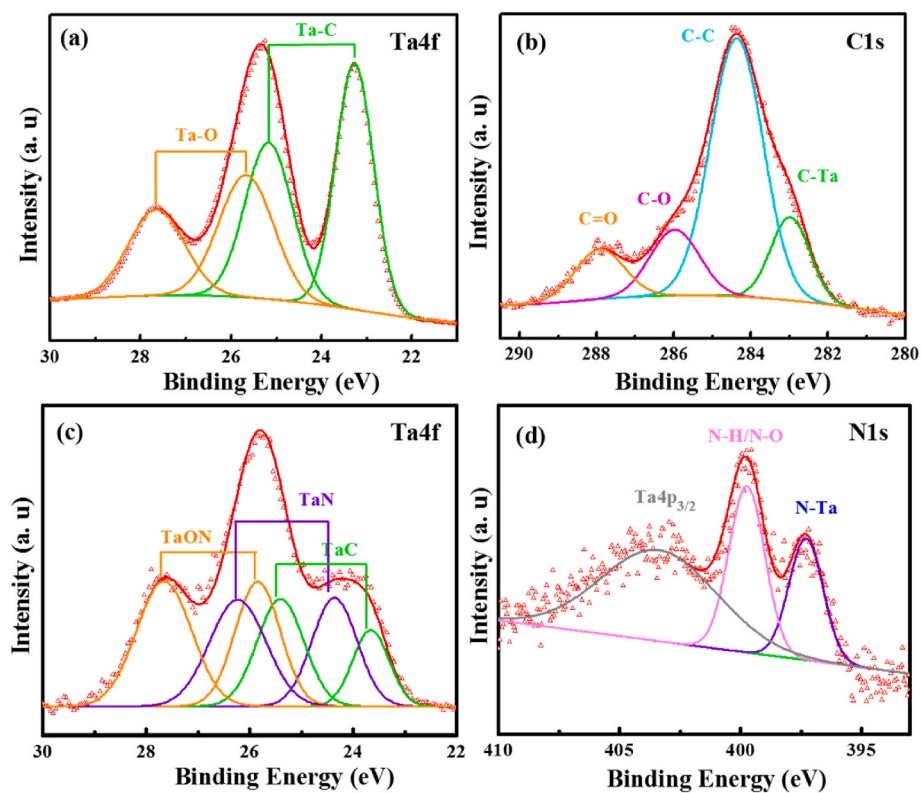 (a)
Ta-C
Ta4f
Ta-O
Intensity (a. u)
30 28 26 24 22
Binding Energy (eV)
(b)
C-C
C1s
C-Ta
C-O
C=O
Intensity (a. u)
290 288 286 284 282 280
Binding Energy (eV)
(c)
Ta4f
TaN
TaON
TaC
Intensity (a. u)
30 28 26 24 22
Binding Energy (eV)
(d)
N-H/N-O
N1s
Ta4p3/2
N-Ta
Intensity (a. u)
410 405 400 395
Binding Energy (eV)